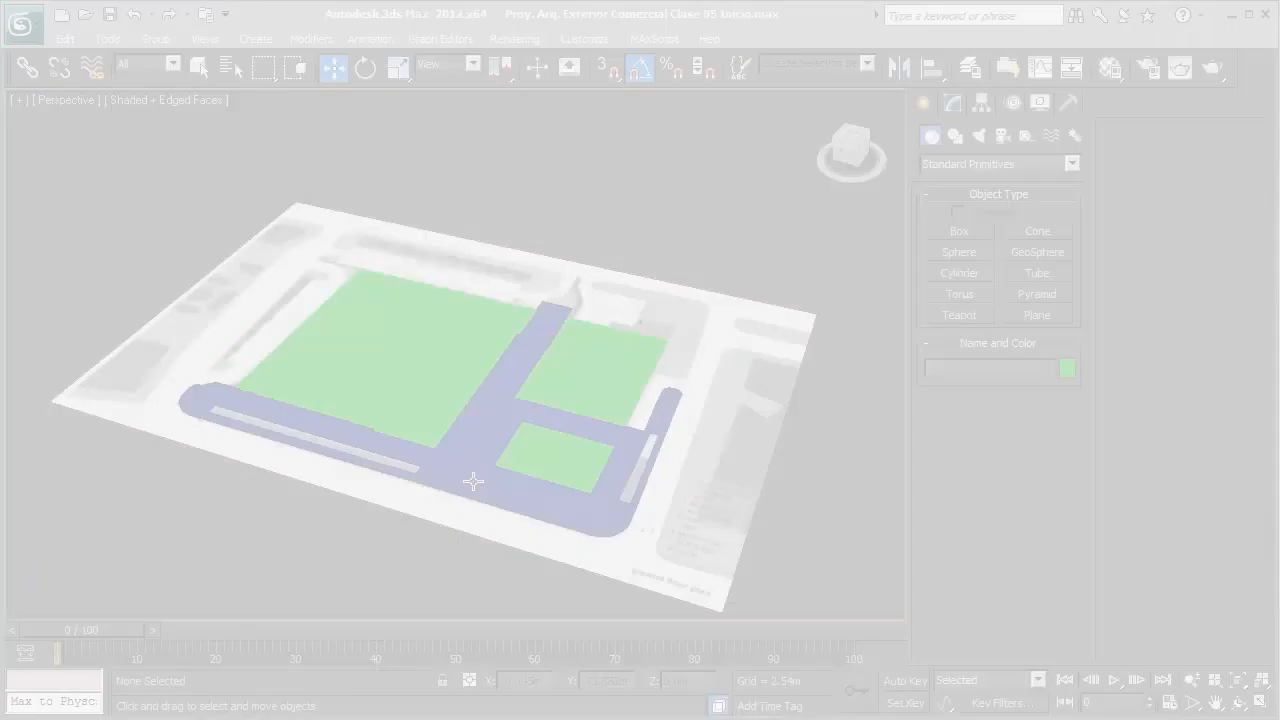 Autodesk 3ds Max 2012 x64 Proy. Arq. Exterior Comercial Clase 05 Inicio.max
Type a keyword or phrase
Edit Tools Group Views Create Modifiers Animation Graph Editors Rendering Customize MAXScript Help
All View
[ + ] [ Perspective ] [ Shaded + Edged Faces ]
Standard Primitives
Object Type
Box Cone
Sphere GeoSphere
Cylinder Tube
Torus Pyramid
Teapot Plane
Name and Color
0 / 100
10 20 30 40 50 60 70 80 90 100
None Selected X: Y: Z: Grid = 2.54m Auto Key Selected
Max to Physc: Click and drag to select and move objects Add Time Tag Set Key Key Filters... 0